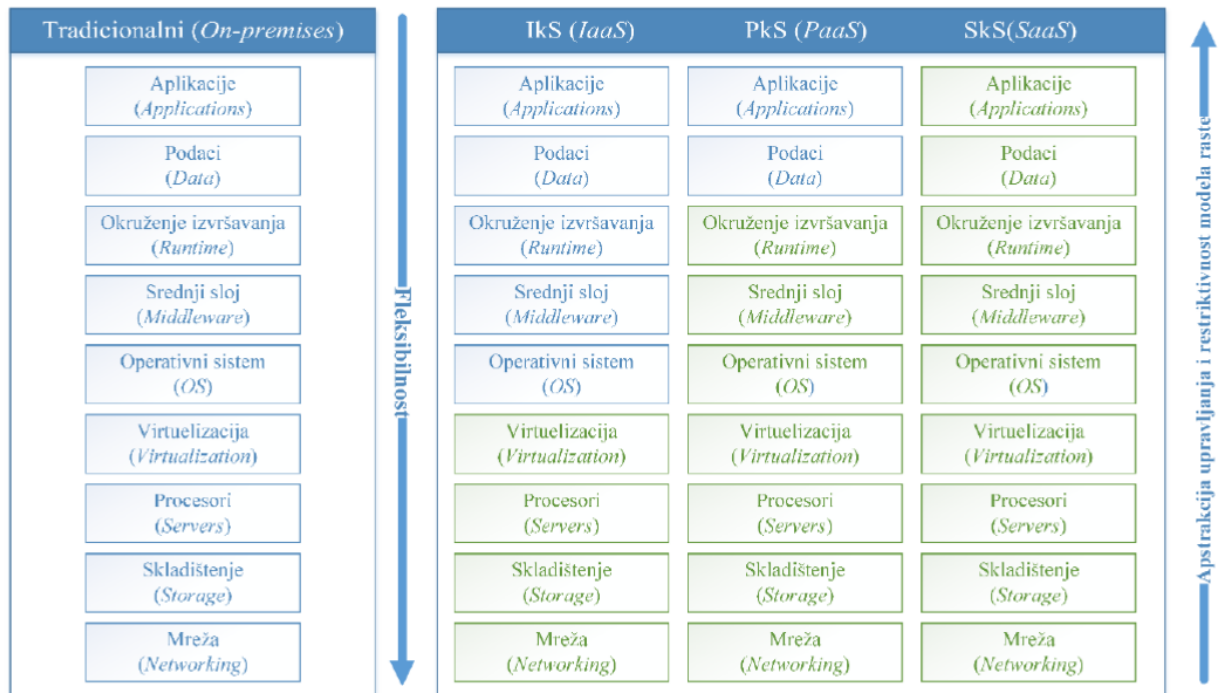 Tradicionalni (On-premises)
Aplikacije
(Applications)
Podaci
(Data)
Okruženje izvršavanja
(Runtime)
Srednji sloj
(Middleware)
Operativni sistem
(OS)
Virtuelizacija
(Virtualization)
Procesori
(Servers)
Skladištenje
(Storage)
Mreža
(Networking)
Fleksibilnost
IkS (IaaS)
Aplikacije
(Applications)
Podaci
(Data)
Okruženje izvršavanja
(Runtime)
Srednji sloj
(Middleware)
Operativni sistem
(OS)
Virtuelizacija
(Virtualization)
Procesori
(Servers)
Skladištenje
(Storage)
Mreža
(Networking)
PkS (PaaS)
Aplikacije
(Applications)
Podaci
(Data)
Okruženje izvršavanja
(Runtime)
Srednji sloj
(Middleware)
Operativni sistem
(OS)
Virtuelizacija
(Virtualization)
Procesori
(Servers)
Skladištenje
(Storage)
Mreža
(Networking)
SkS(SaaS)
Aplikacije
(Applications)
Podaci
(Data)
Okruženje izvršavanja
(Runtime)
Srednji sloj
(Middleware)
Operativni sistem
(OS)
Virtuelizacija
(Virtualization)
Procesori
(Servers)
Skladištenje
(Storage)
Mreža
(Networking)
Apstrakcija upravljanja i restriktivnost modela raste